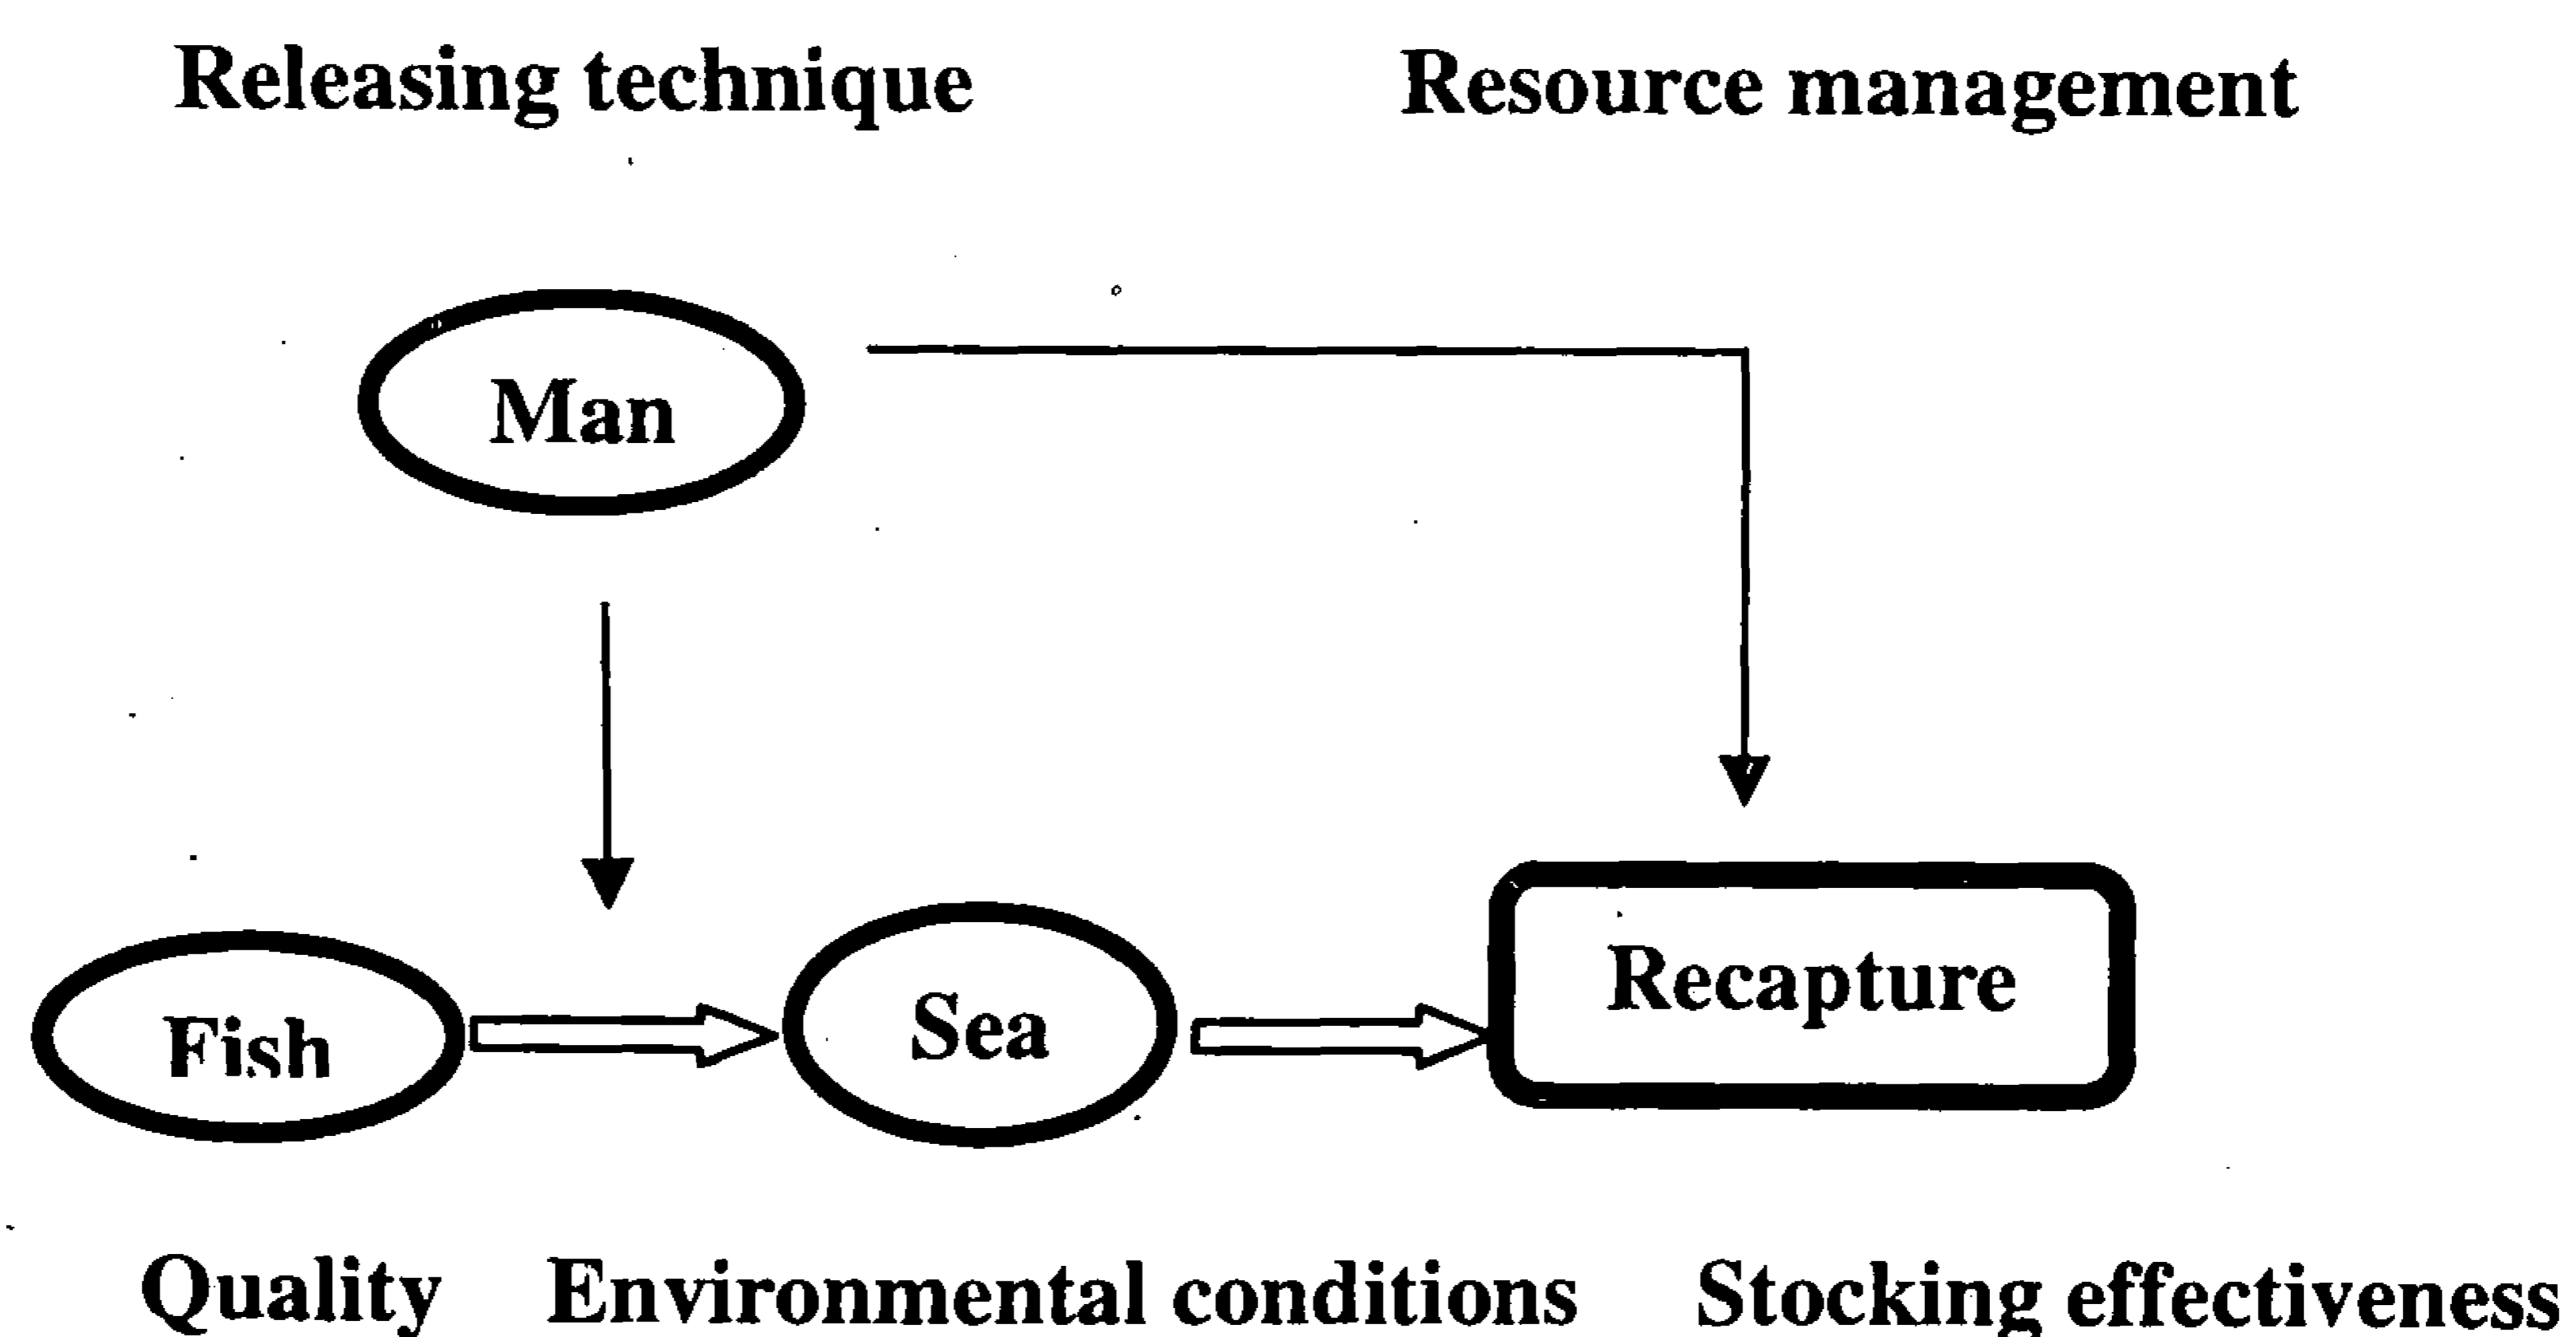 Releasing technique Resource management
Man
Fish Sea Recapture
Quality Environmental conditions Stocking effectiveness